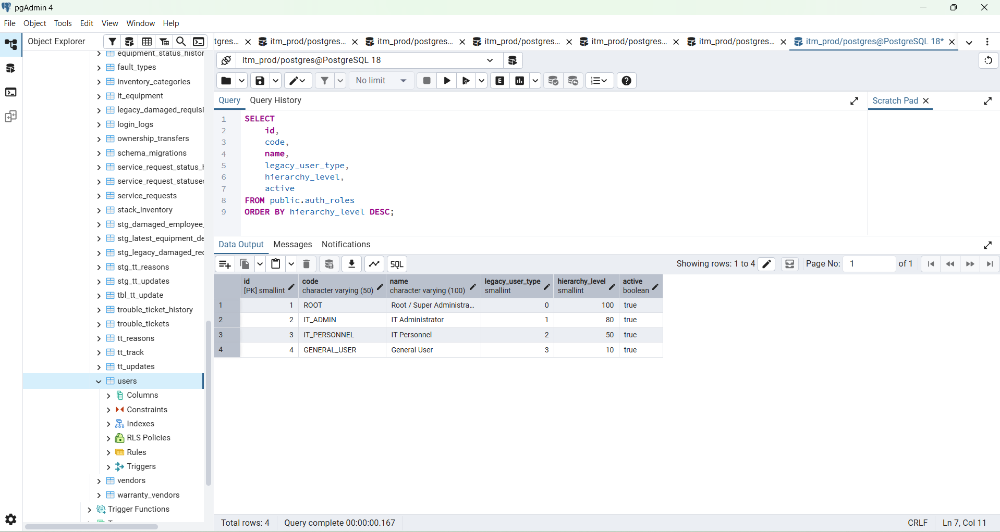 pgAdmin 4
File Object Tools Edit View Window Help
Object Explorer
tgres... itm_prod/postgres... itm_prod/postgres... itm_prod/postgres... itm_prod/postgres... itm_prod/postgres... itm_prod/postgres@PostgreSQL 18*
equipment_status_histor
fault_types
inventory_categories
it_equipment
legacy_damaged_requisi
login_logs
ownership_transfers
schema_migrations
service_request_status_h
service_request_statuses
service_requests
stack_inventory
stg_damaged_employee_
stg_latest_equipment_de
stg_legacy_damaged_req
stg_tt_reasons
stg_tt_updates
tbl_tt_update
trouble_ticket_history
trouble_tickets
tt_reasons
tt_track
tt_updates
users
Columns
Constraints
Indexes
RLS Policies
Rules
Triggers
vendors
warranty_vendors
Trigger Functions
itm_prod/postgres@PostgreSQL 18
No limit
E
Query Query History
Scratch Pad
1 SELECT
2 id,
3 code,
4 name,
5 legacy_user_type,
6 hierarchy_level,
7 active
8 FROM public.auth_roles
9 ORDER BY hierarchy_level DESC;
Data Output Messages Notifications
SQL
Showing rows: 1 to 4
Page No: 1 of 1
id code name legacy_user_type hierarchy_level active
[PK] smallint character varying (50) character varying (100) smallint smallint boolean
1 1 ROOT Root / Super Administra... 0 100 true
2 2 IT_ADMIN IT Administrator 1 80 true
3 3 IT_PERSONNEL IT Personnel 2 50 true
4 4 GENERAL_USER General User 3 10 true
Total rows: 4 Query complete 00:00:00.167 CRLF Ln 7, Col 11